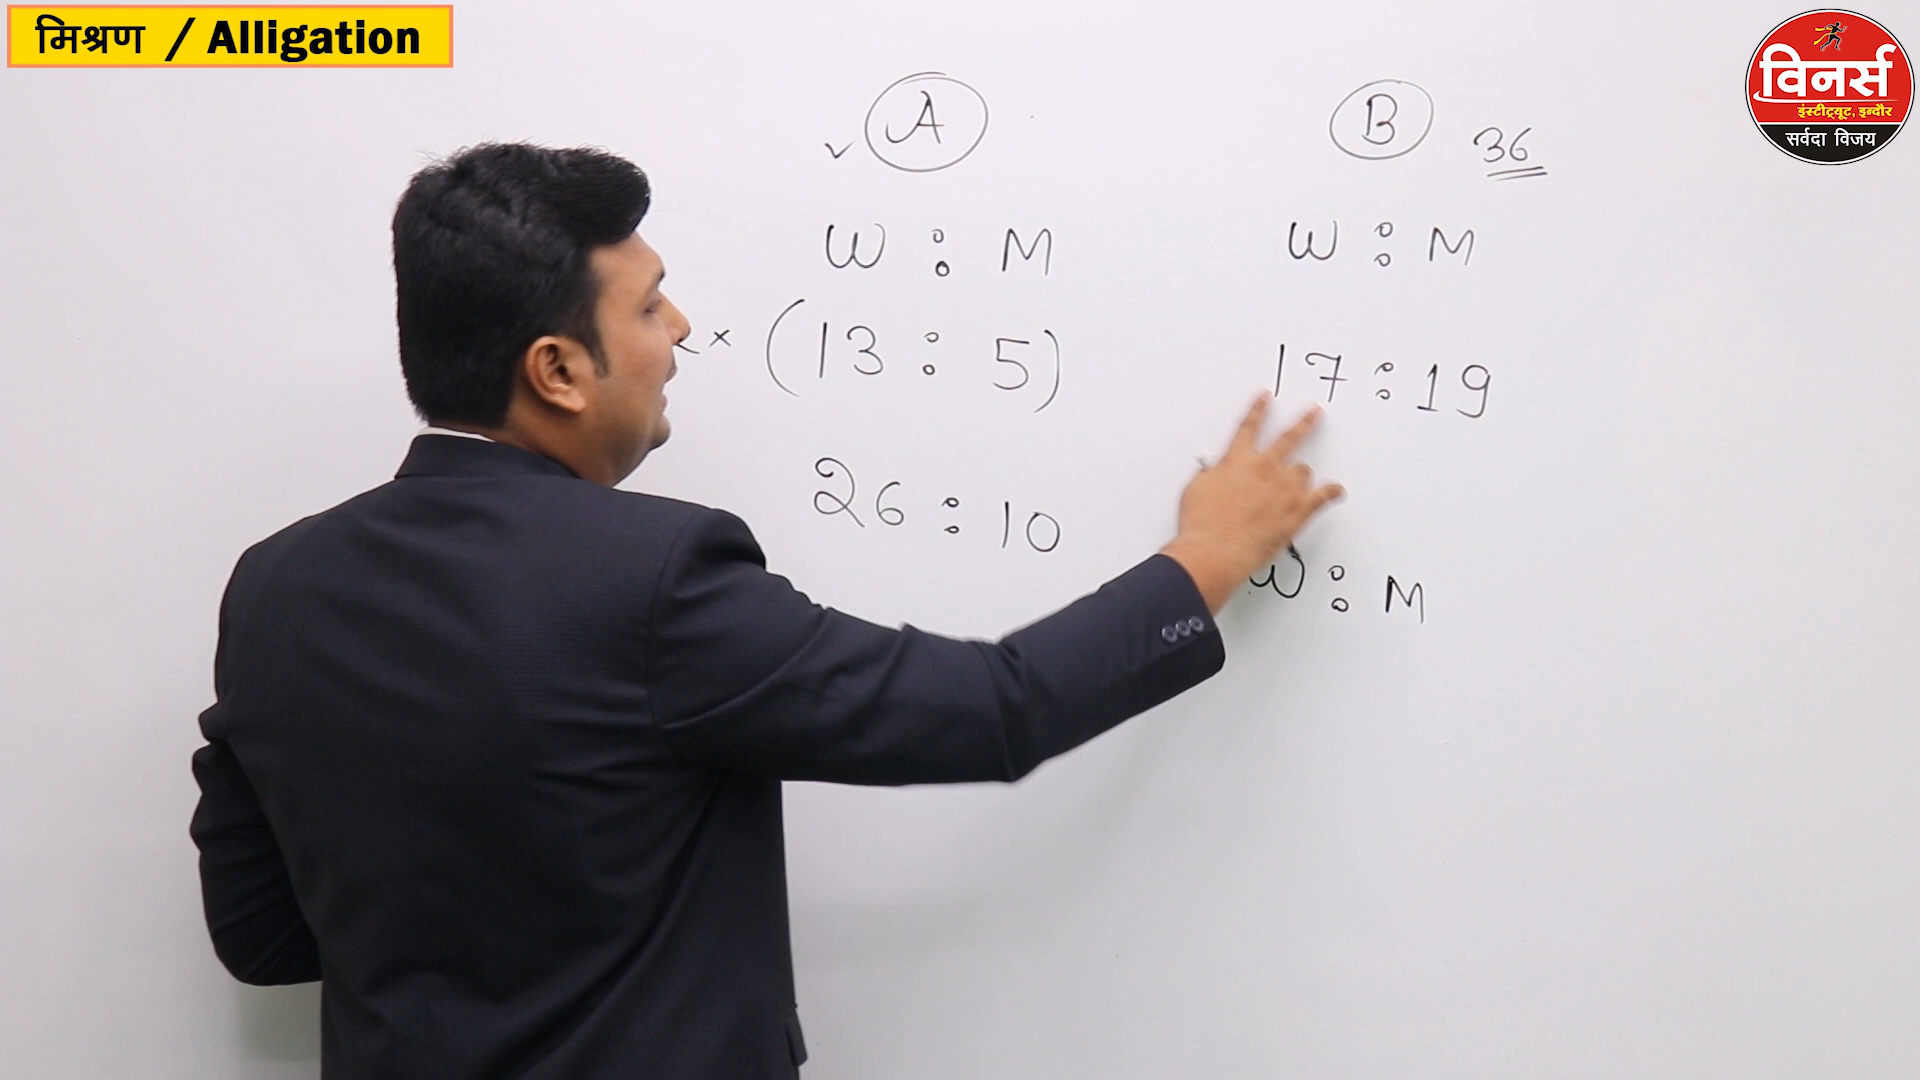 मिश्रण / Alligation
विनर्स
इंस्टीट्यूट, इन्दौर
सर्वदा विजय
A
W : M
× (13 : 5)
26 : 10
B 36
W : M
17 : 19
W : M